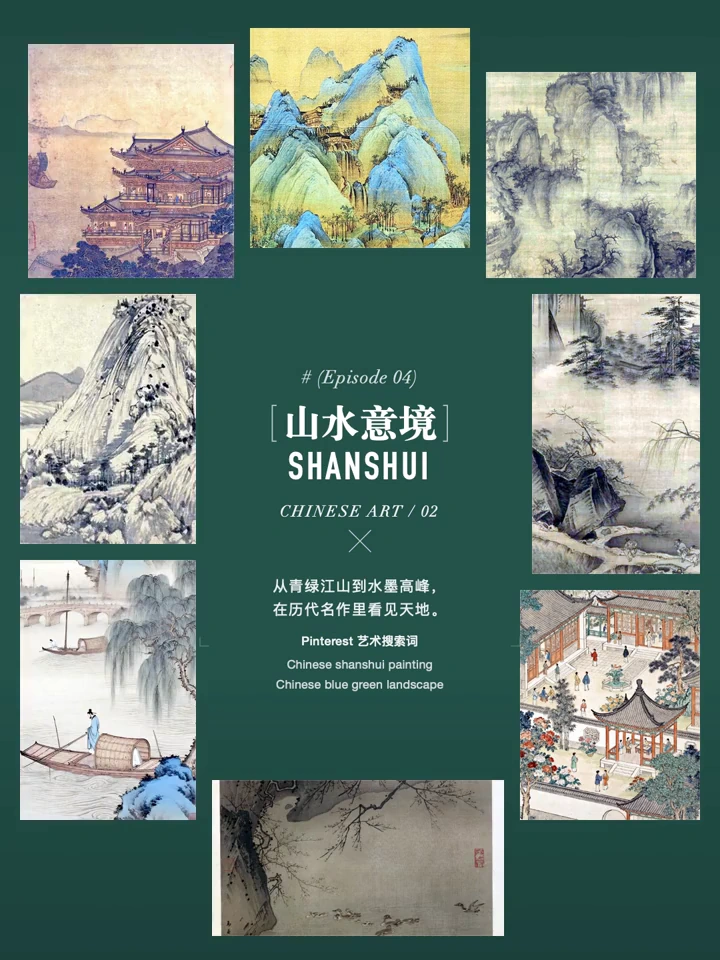 # (Episode 04)
[山水意境]
SHANSHUI
CHINESE ART / 02
从青绿江山到水墨高峰，
在历代名作里看见天地。
Pinterest 艺术搜索词
Chinese shanshui painting
Chinese blue green landscape